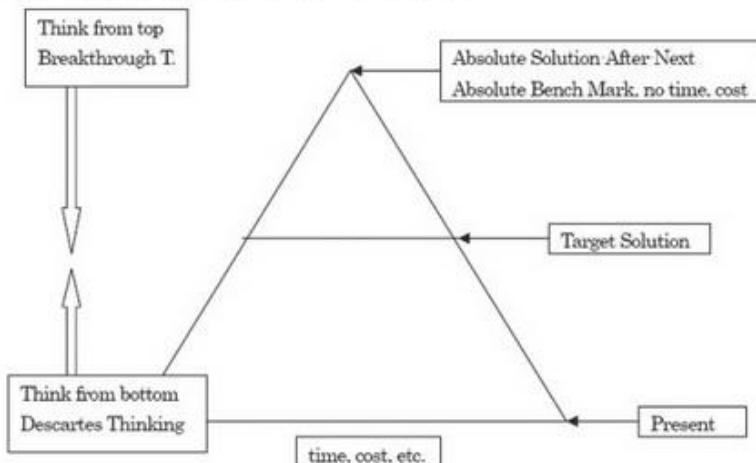 Think from top
Breakthrough T.
Absolute Solution After Next
Absolute Bench Mark, no time, cost
Target Solution
Think from bottom
Descartes Thinking
Present
time, cost, etc.